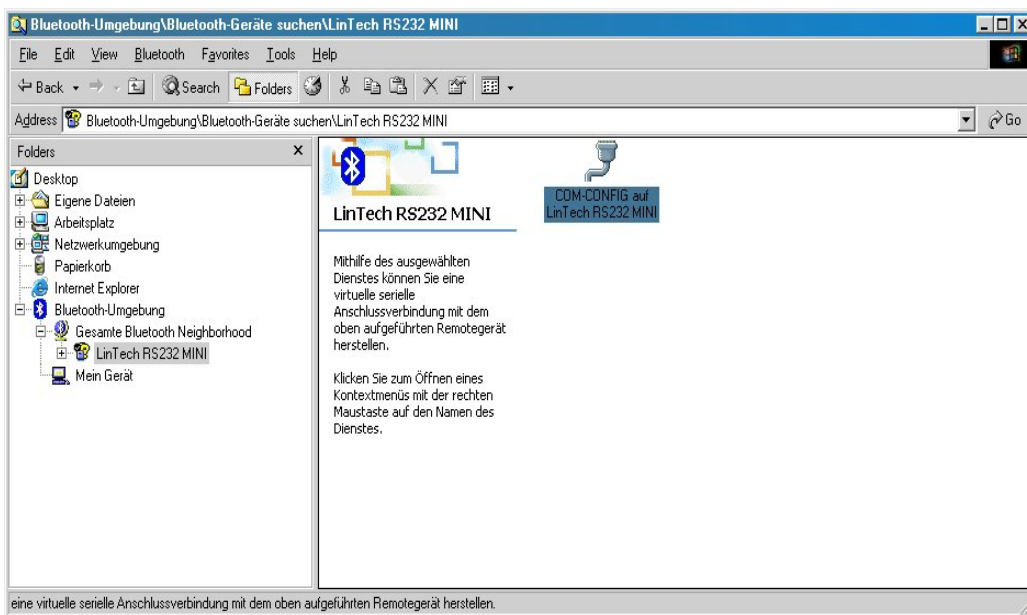 Bluetooth-Umgebung\Bluetooth-Geräte suchen\LinTech RS232 MINI
File Edit View Bluetooth Favorites Tools Help
Back Search Folders
Address Bluetooth-Umgebung\Bluetooth-Geräte suchen\LinTech RS232 MINI Go
Folders
Desktop
Eigene Dateien
Arbeitsplatz
Netzwerkumgebung
Papierkorb
Internet Explorer
Bluetooth-Umgebung
Gesamte Bluetooth Neighborhood
LinTech RS232 MINI
Mein Gerät
LinTech RS232 MINI
Mithilfe des ausgewählten
Dienstes können Sie eine
virtuelle serielle
Anschlussverbindung mit dem
oben aufgeführten Remotegerät
herstellen.
Klicken Sie zum Öffnen eines
Kontextmenüs mit der rechten
Maustaste auf den Namen des
Dienstes.
COM-CONFIG auf
LinTech RS232 MINI
eine virtuelle serielle Anschlussverbindung mit dem oben aufgeführten Remotegerät herstellen.